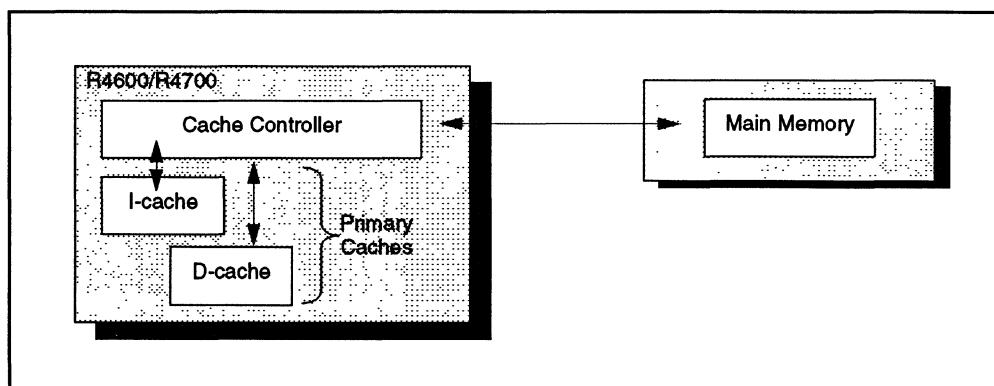 R4600/R4700
Cache Controller
Main Memory
I-cache
Primary
Caches
D-cache